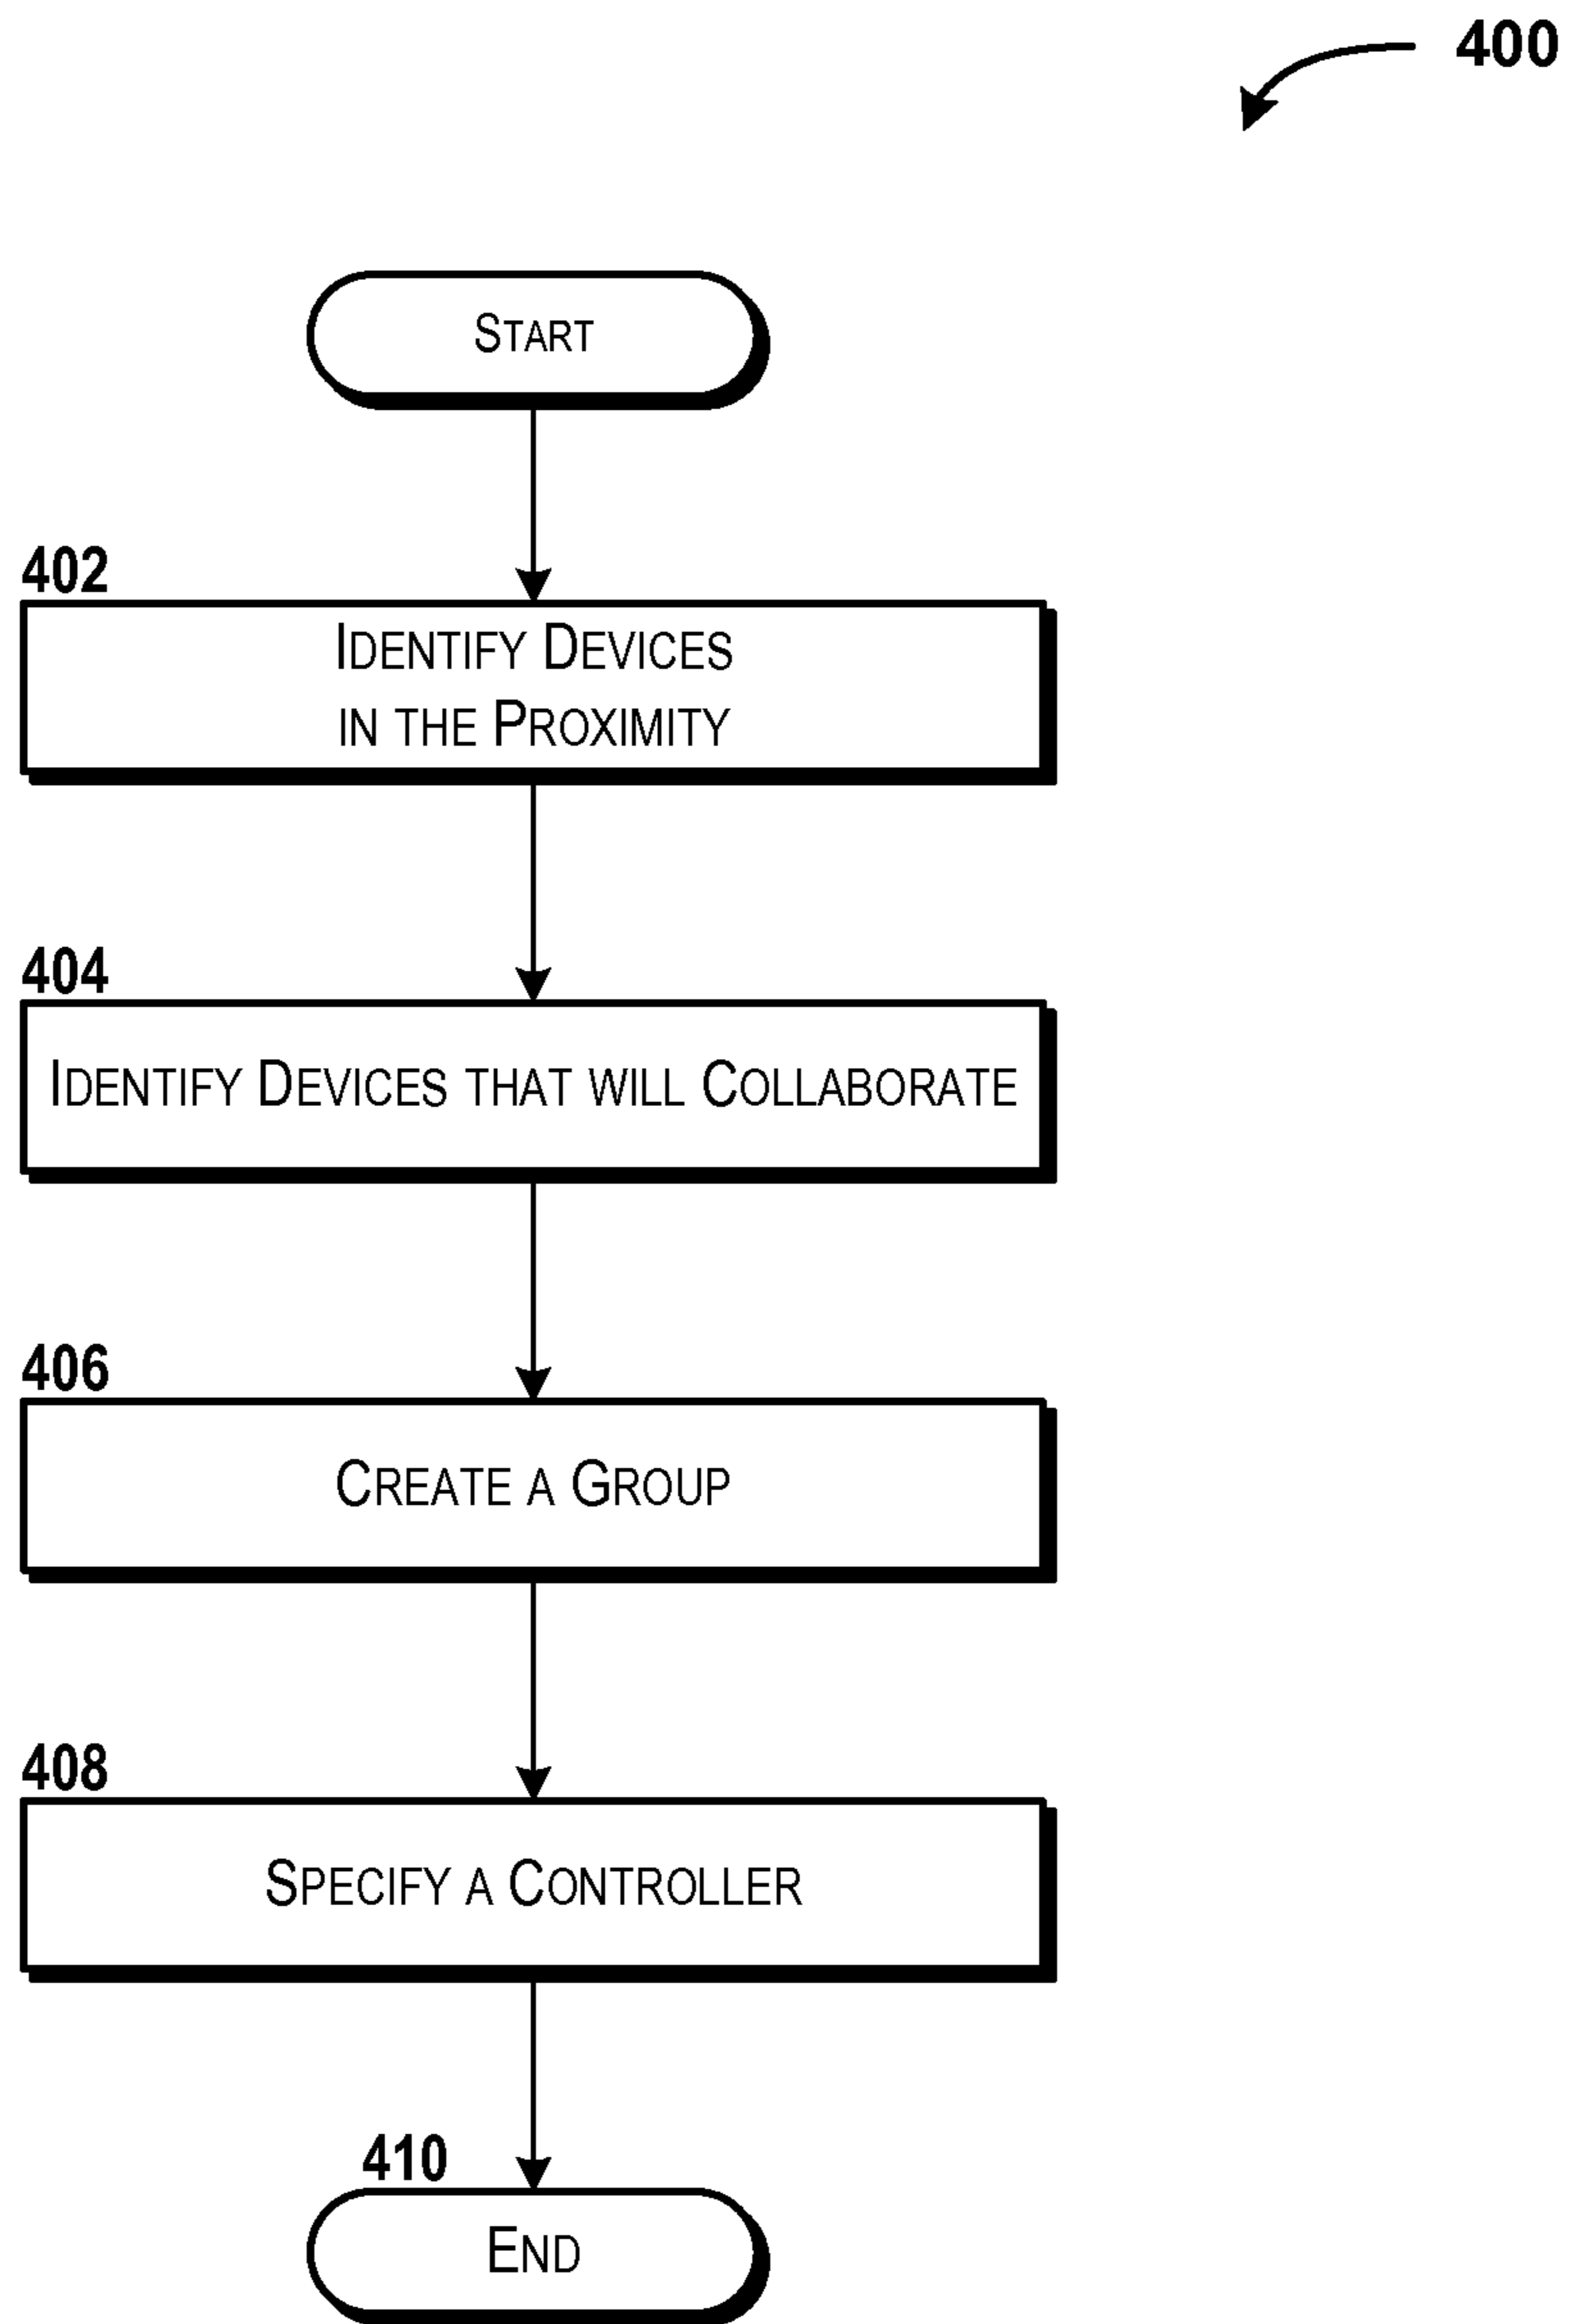 400
START
402
IDENTIFY DEVICES
IN THE PROXIMITY
404
IDENTIFY DEVICES THAT WILL COLLABORATE
406
CREATE A GROUP
408
SPECIFY A CONTROLLER
410
END